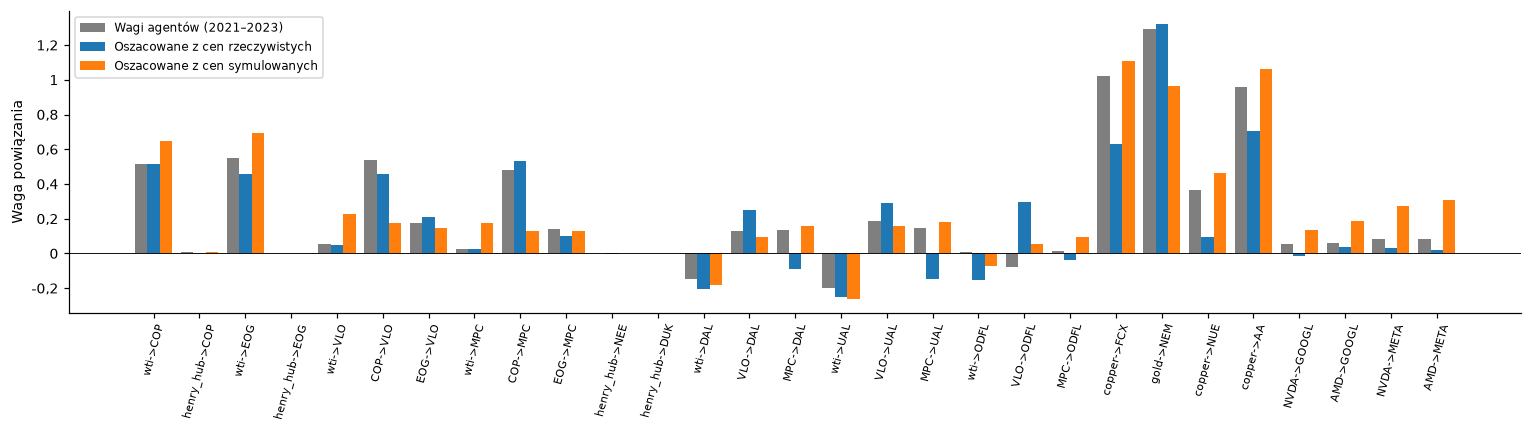 Wagi agentów (2021–2023)
Oszacowane z cen rzeczywistych
Oszacowane z cen symulowanych
Waga powiązania
1,2
1
0,8
0,6
0,4
0,2
0
-0,2
wti->COP
henry_hub->COP
wti->EOG
henry_hub->EOG
wti->VLO
COP->VLO
EOG->VLO
wti->MPC
COP->MPC
EOG->MPC
henry_hub->NEE
henry_hub->DUK
wti->DAL
VLO->DAL
MPC->DAL
wti->UAL
VLO->UAL
MPC->UAL
wti->ODFL
VLO->ODFL
MPC->ODFL
copper->FCX
gold->NEM
copper->NUE
copper->AA
NVDA->GOOGL
AMD->GOOGL
NVDA->META
AMD->META